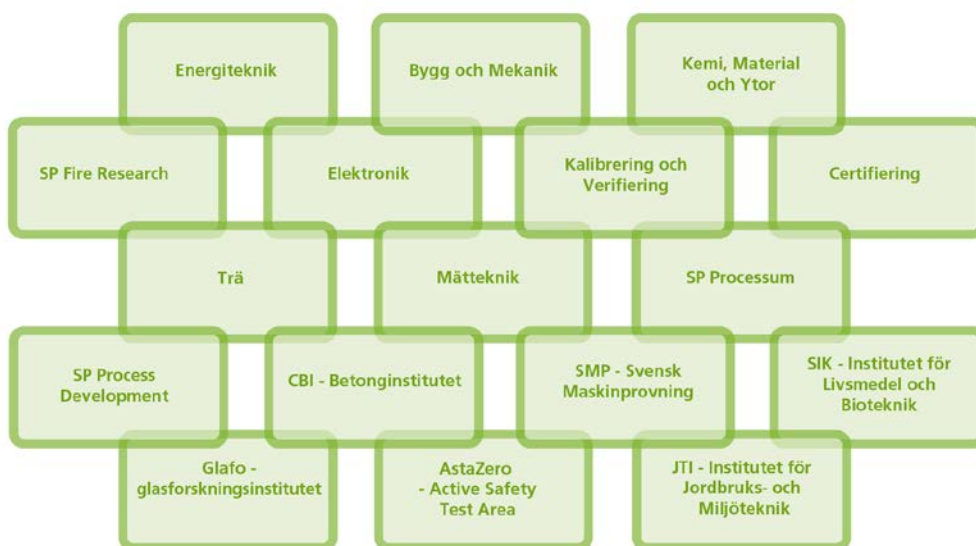 Energiteknik
Bygg och Mekanik
Kemi, Material
och Ytor
SP Fire Research
Elektronik
Kalibrering och
Verifiering
Certifiering
Trä
Mätteknik
SP Processum
SP Process
Development
CBI - Betonginstitutet
SMP - Svensk
Maskinprovning
SIK - Institutet för
Livsmedel och
Bioteknik
Glafo -
glasforskningsinstitutet
AstaZero
- Active Safety
Test Area
JTI - Institutet för
Jordbruks- och
Miljöteknik